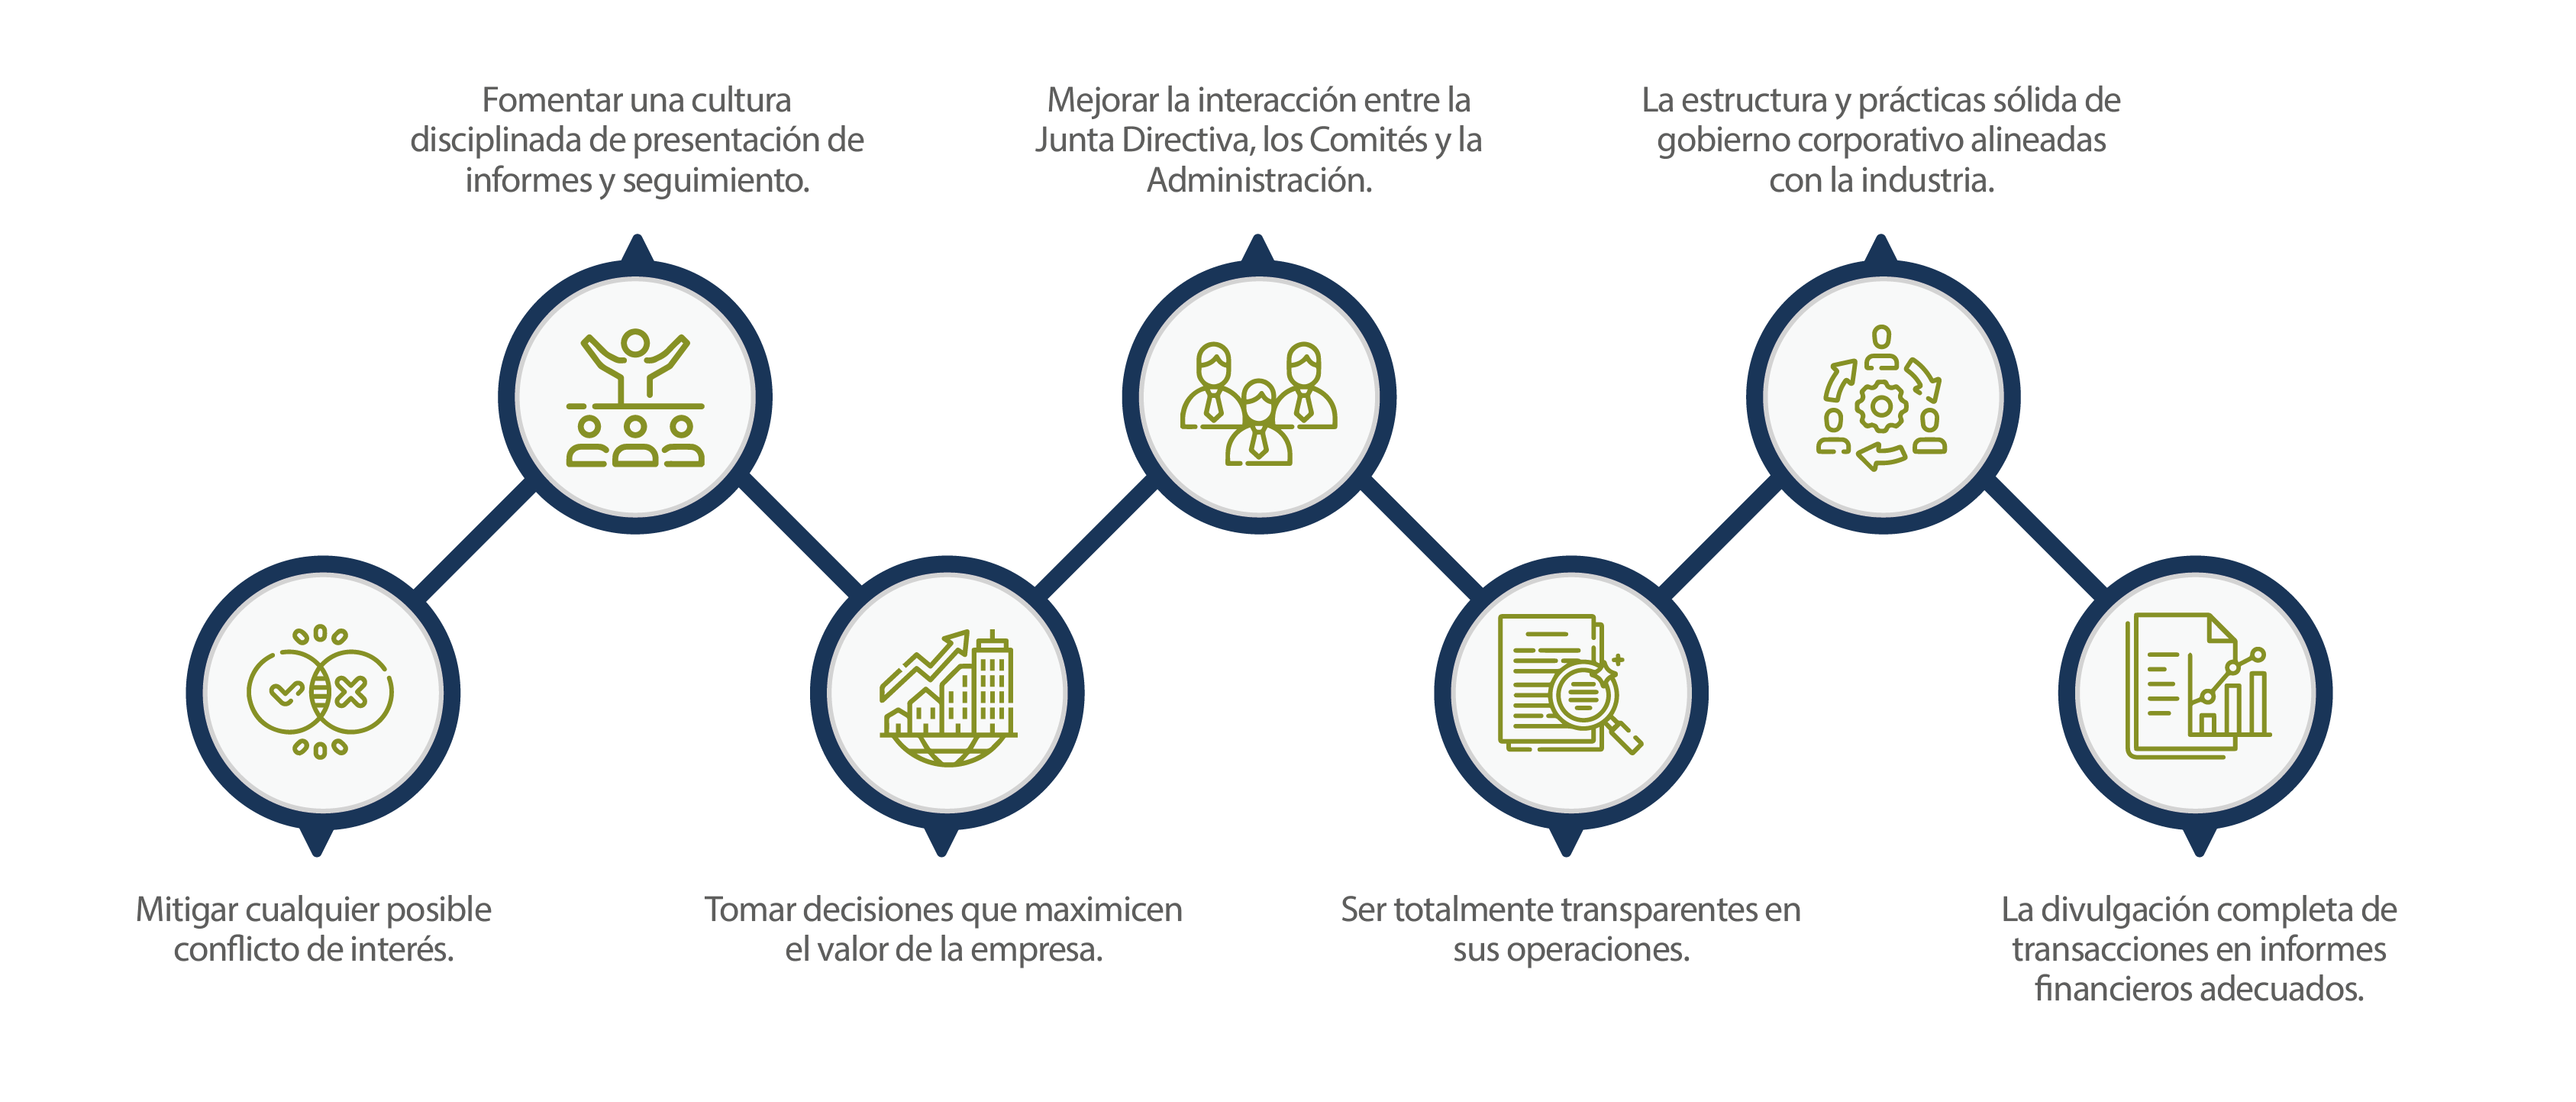 Fomentar una cultura
disciplinada de presentación de
informes y seguimiento.
Mejorar la interacción entre la
Junta Directiva, los Comités y la
Administración.
La estructura y prácticas sólida de
gobierno corporativo alineadas
con la industria.
Mitigar cualquier posible
conflicto de interés.
Tomar decisiones que maximicen
el valor de la empresa.
Ser totalmente transparentes en
sus operaciones.
La divulgación completa de
transacciones en informes
financieros adecuados.